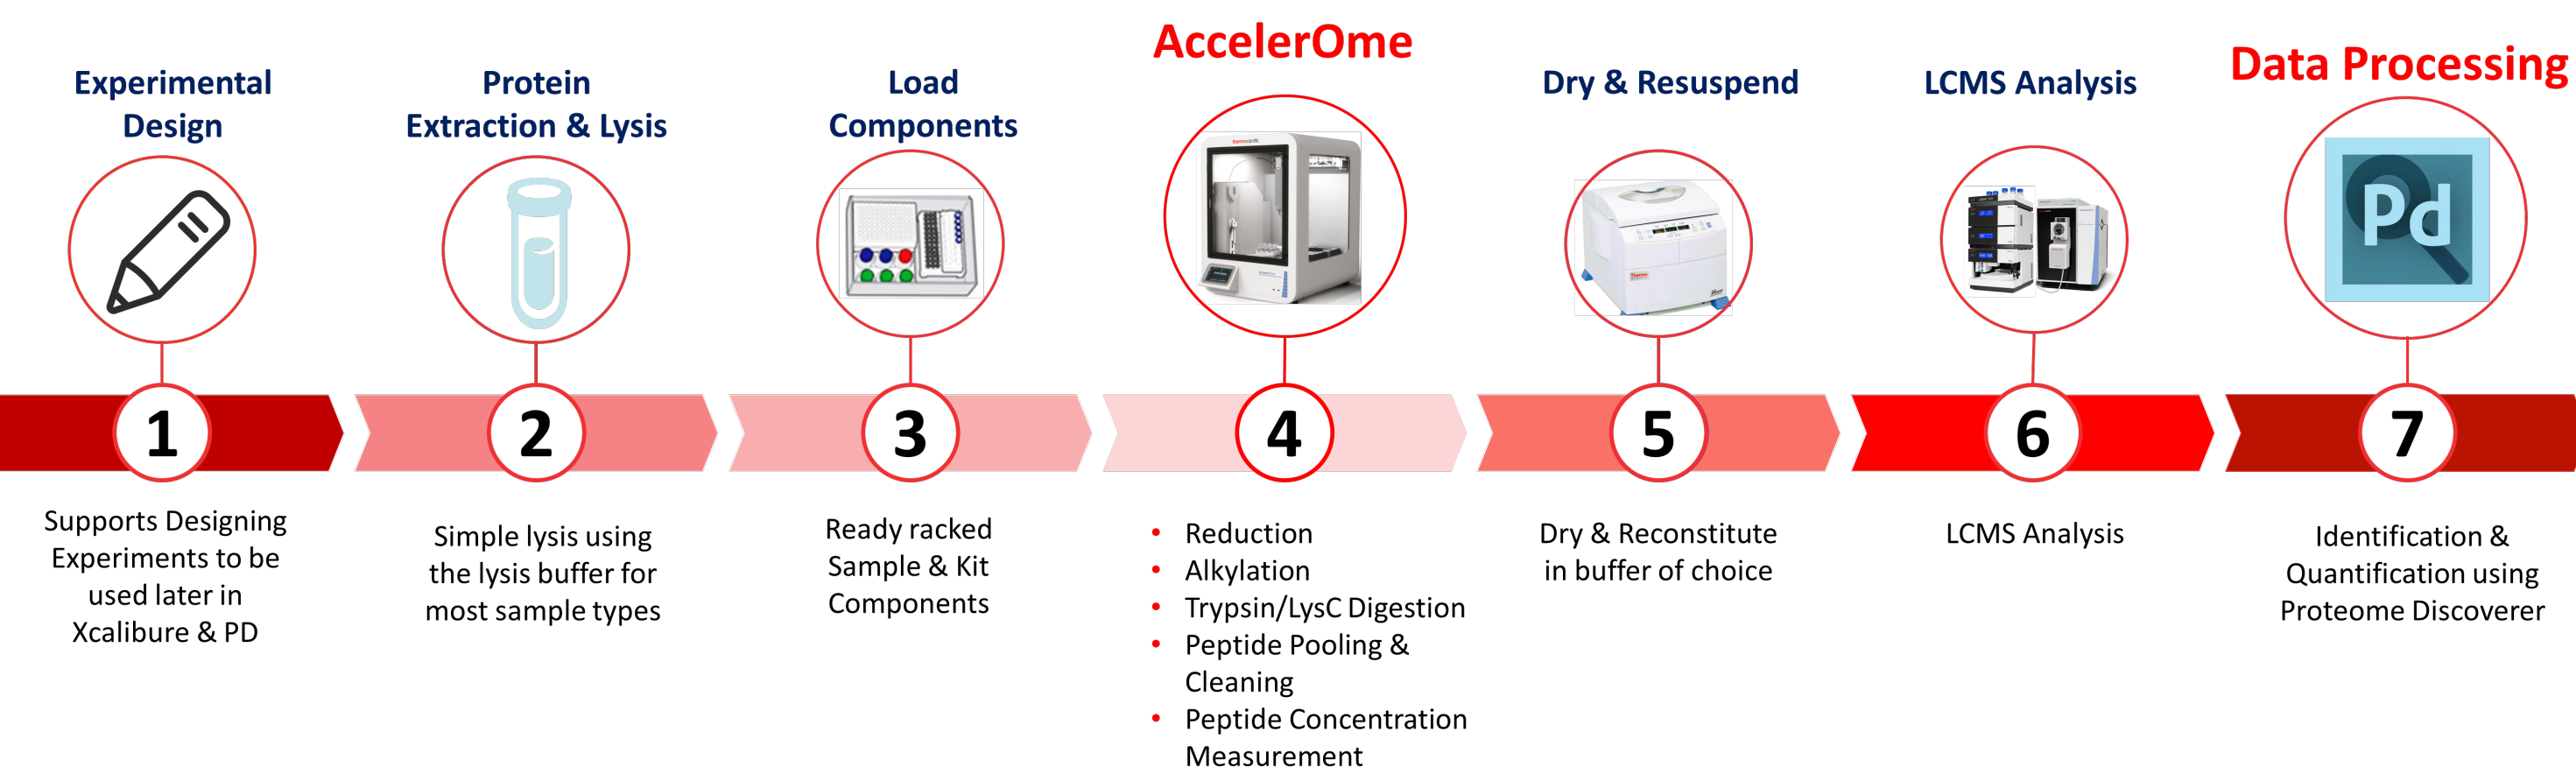 Experimental
Design
Protein
Extraction & Lysis
Load
Components
AccelerOme
Dry & Resuspend
LCMS Analysis
Data Processing
Pd
1
2
3
4
5
6
7
Supports Designing
Experiments to be
used later in
Xcalibure & PD
Simple lysis using
the lysis buffer for
most sample types
Ready racked
Sample & Kit
Components
• Reduction
• Alkylation
• Trypsin/LysC Digestion
• Peptide Pooling &
Cleaning
• Peptide Concentration
Measurement
Dry & Reconstitute
in buffer of choice
LCMS Analysis
Identification &
Quantification using
Proteome Discoverer